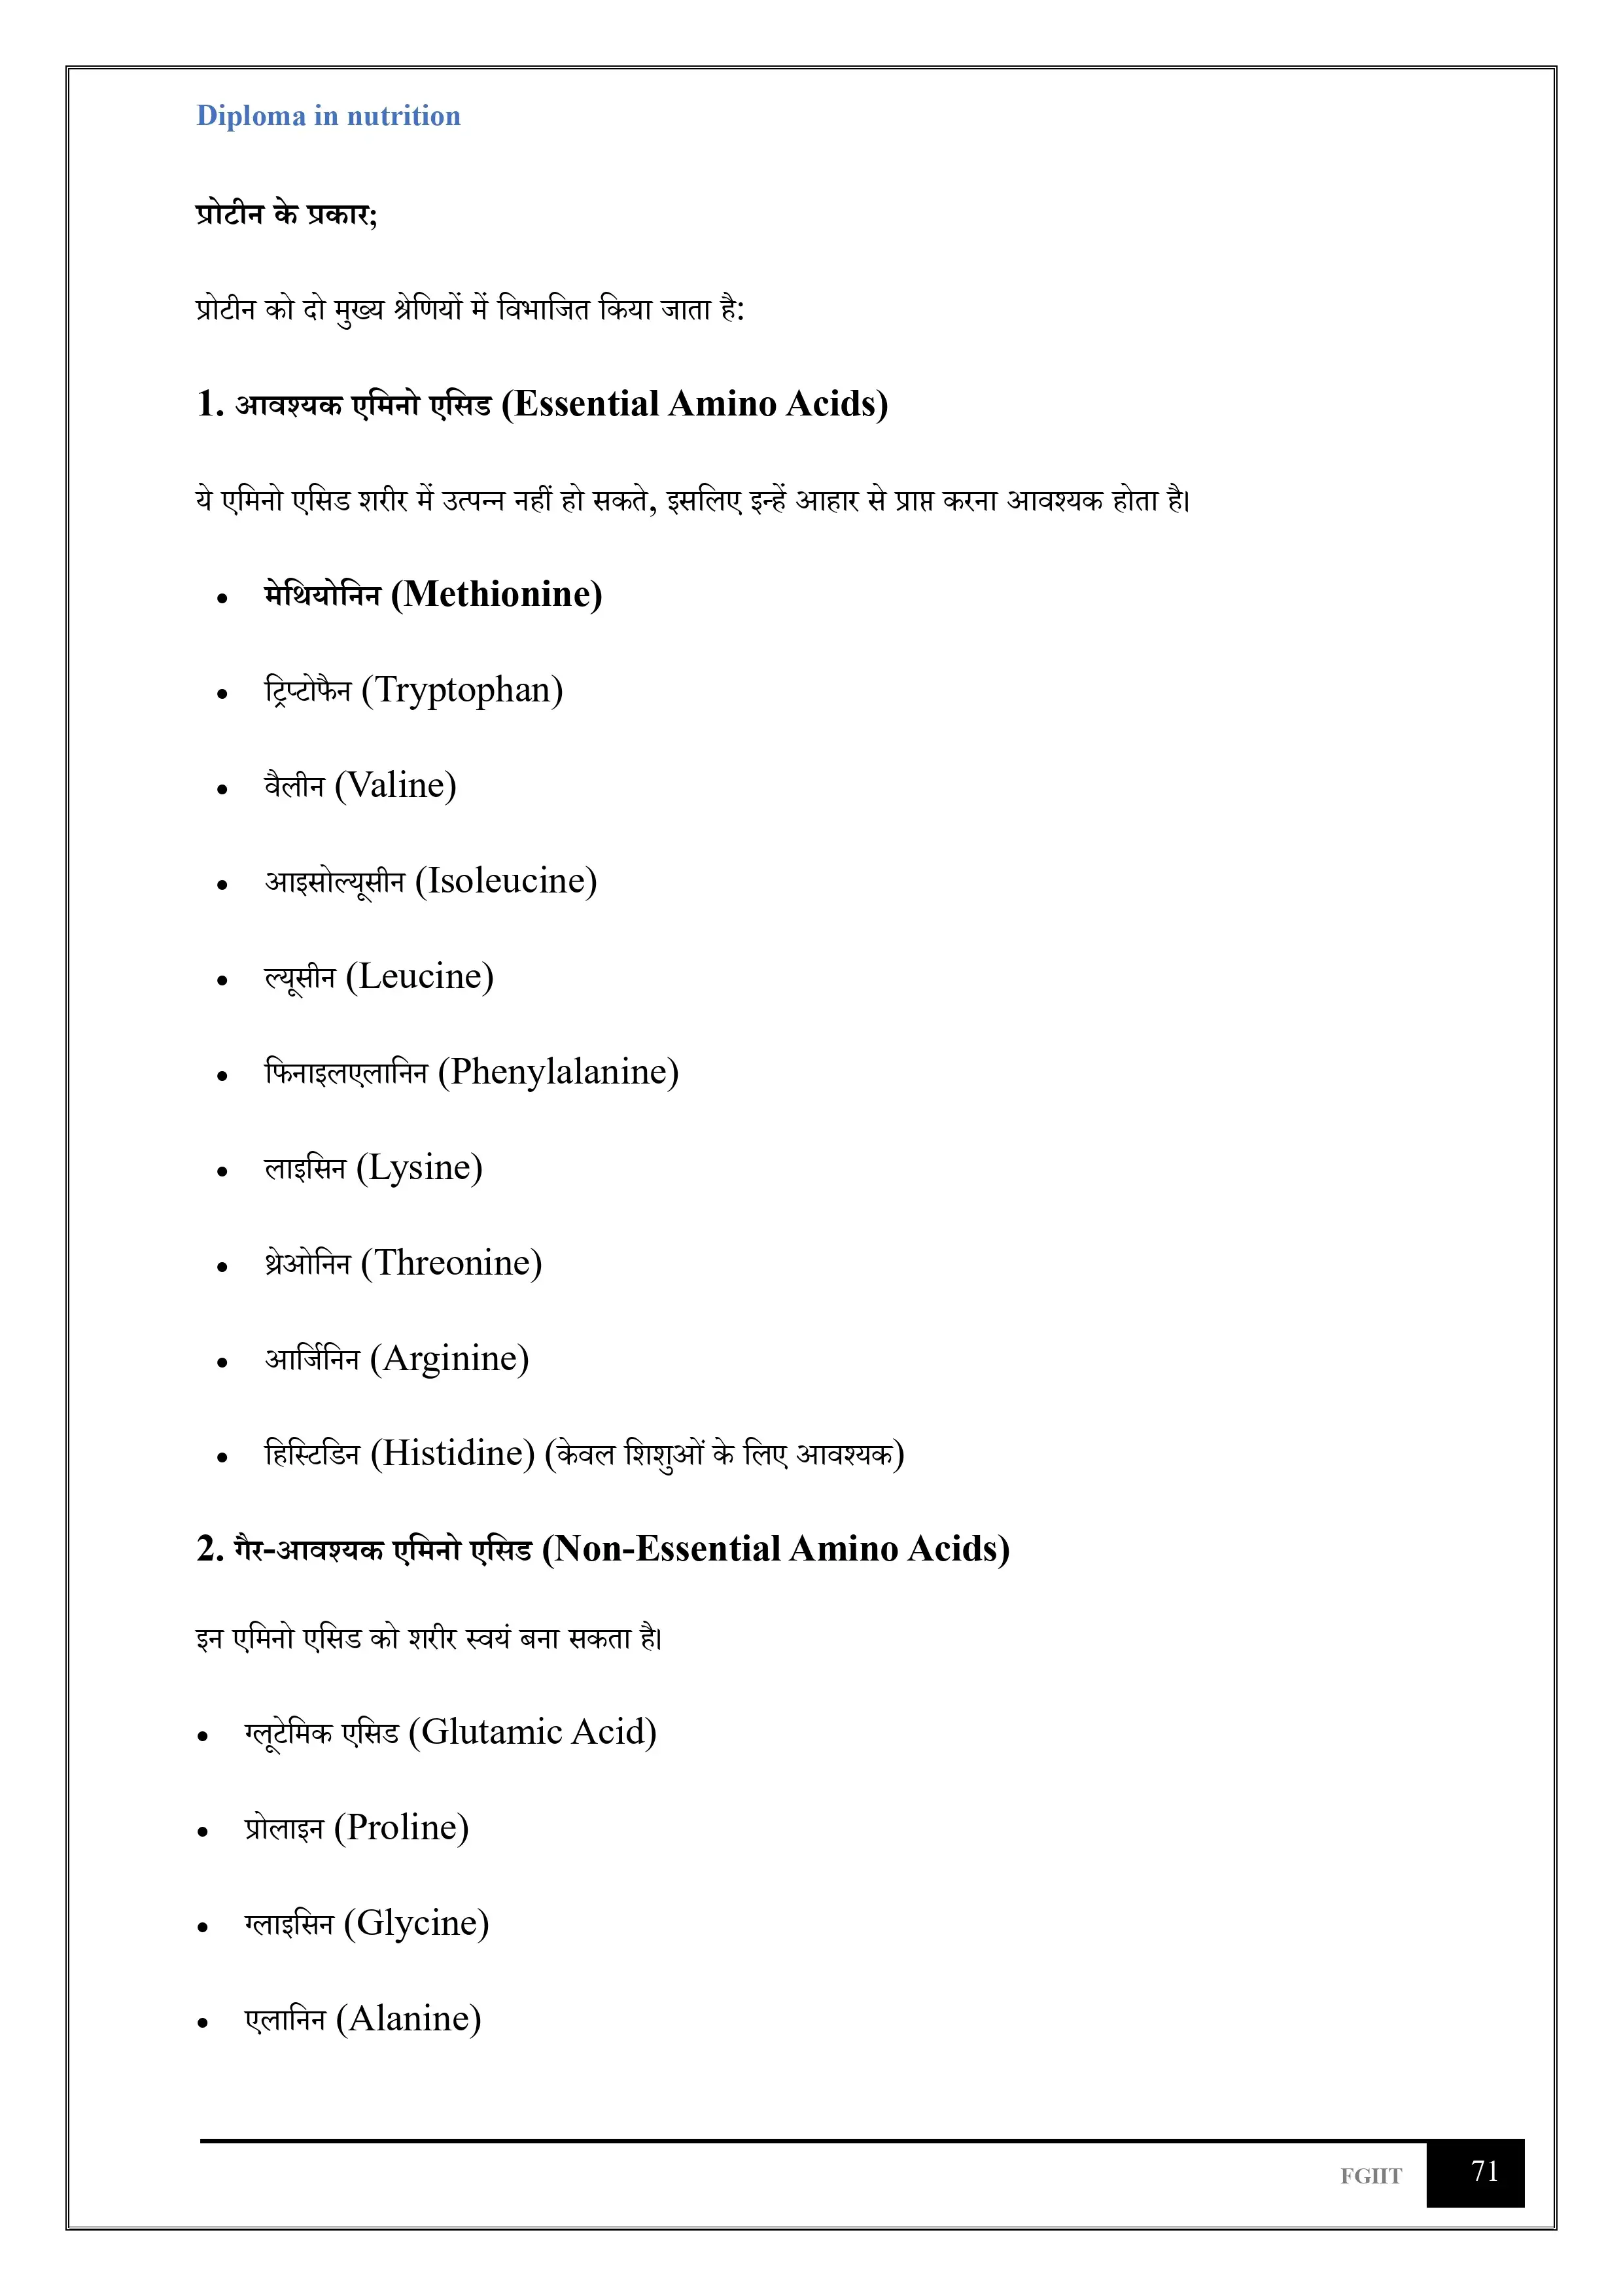 Diploma in nutrition
प्रोटीन के प्रकार;
प्रोटीन को दो मुख्य श्रेणियों में विभाजित किया जाता है:
1. आवश्यक एमिनो एसिड (Essential Amino Acids)
ये एमिनो एसिड शरीर में उत्पन्न नहीं हो सकते, इसलिए इन्हें आहार से प्राप्त करना आवश्यक होता है।
• मेथियोनिन (Methionine)
• ट्रिप्टोफैन (Tryptophan)
• वैलीन (Valine)
• आइसोल्यूसीन (Isoleucine)
• ल्यूसीन (Leucine)
• फिनाइलएलानिन (Phenylalanine)
• लाइसिन (Lysine)
• थ्रेओनिन (Threonine)
• आर्जिनिन (Arginine)
• हिस्टिडिन (Histidine) (केवल शिशुओं के लिए आवश्यक)
2. गैर-आवश्यक एमिनो एसिड (Non-Essential Amino Acids)
इन एमिनो एसिड को शरीर स्वयं बना सकता है।
• ग्लूटेमिक एसिड (Glutamic Acid)
• प्रोलाइन (Proline)
• ग्लाइसिन (Glycine)
• एलानिन (Alanine)
FGIIT 71